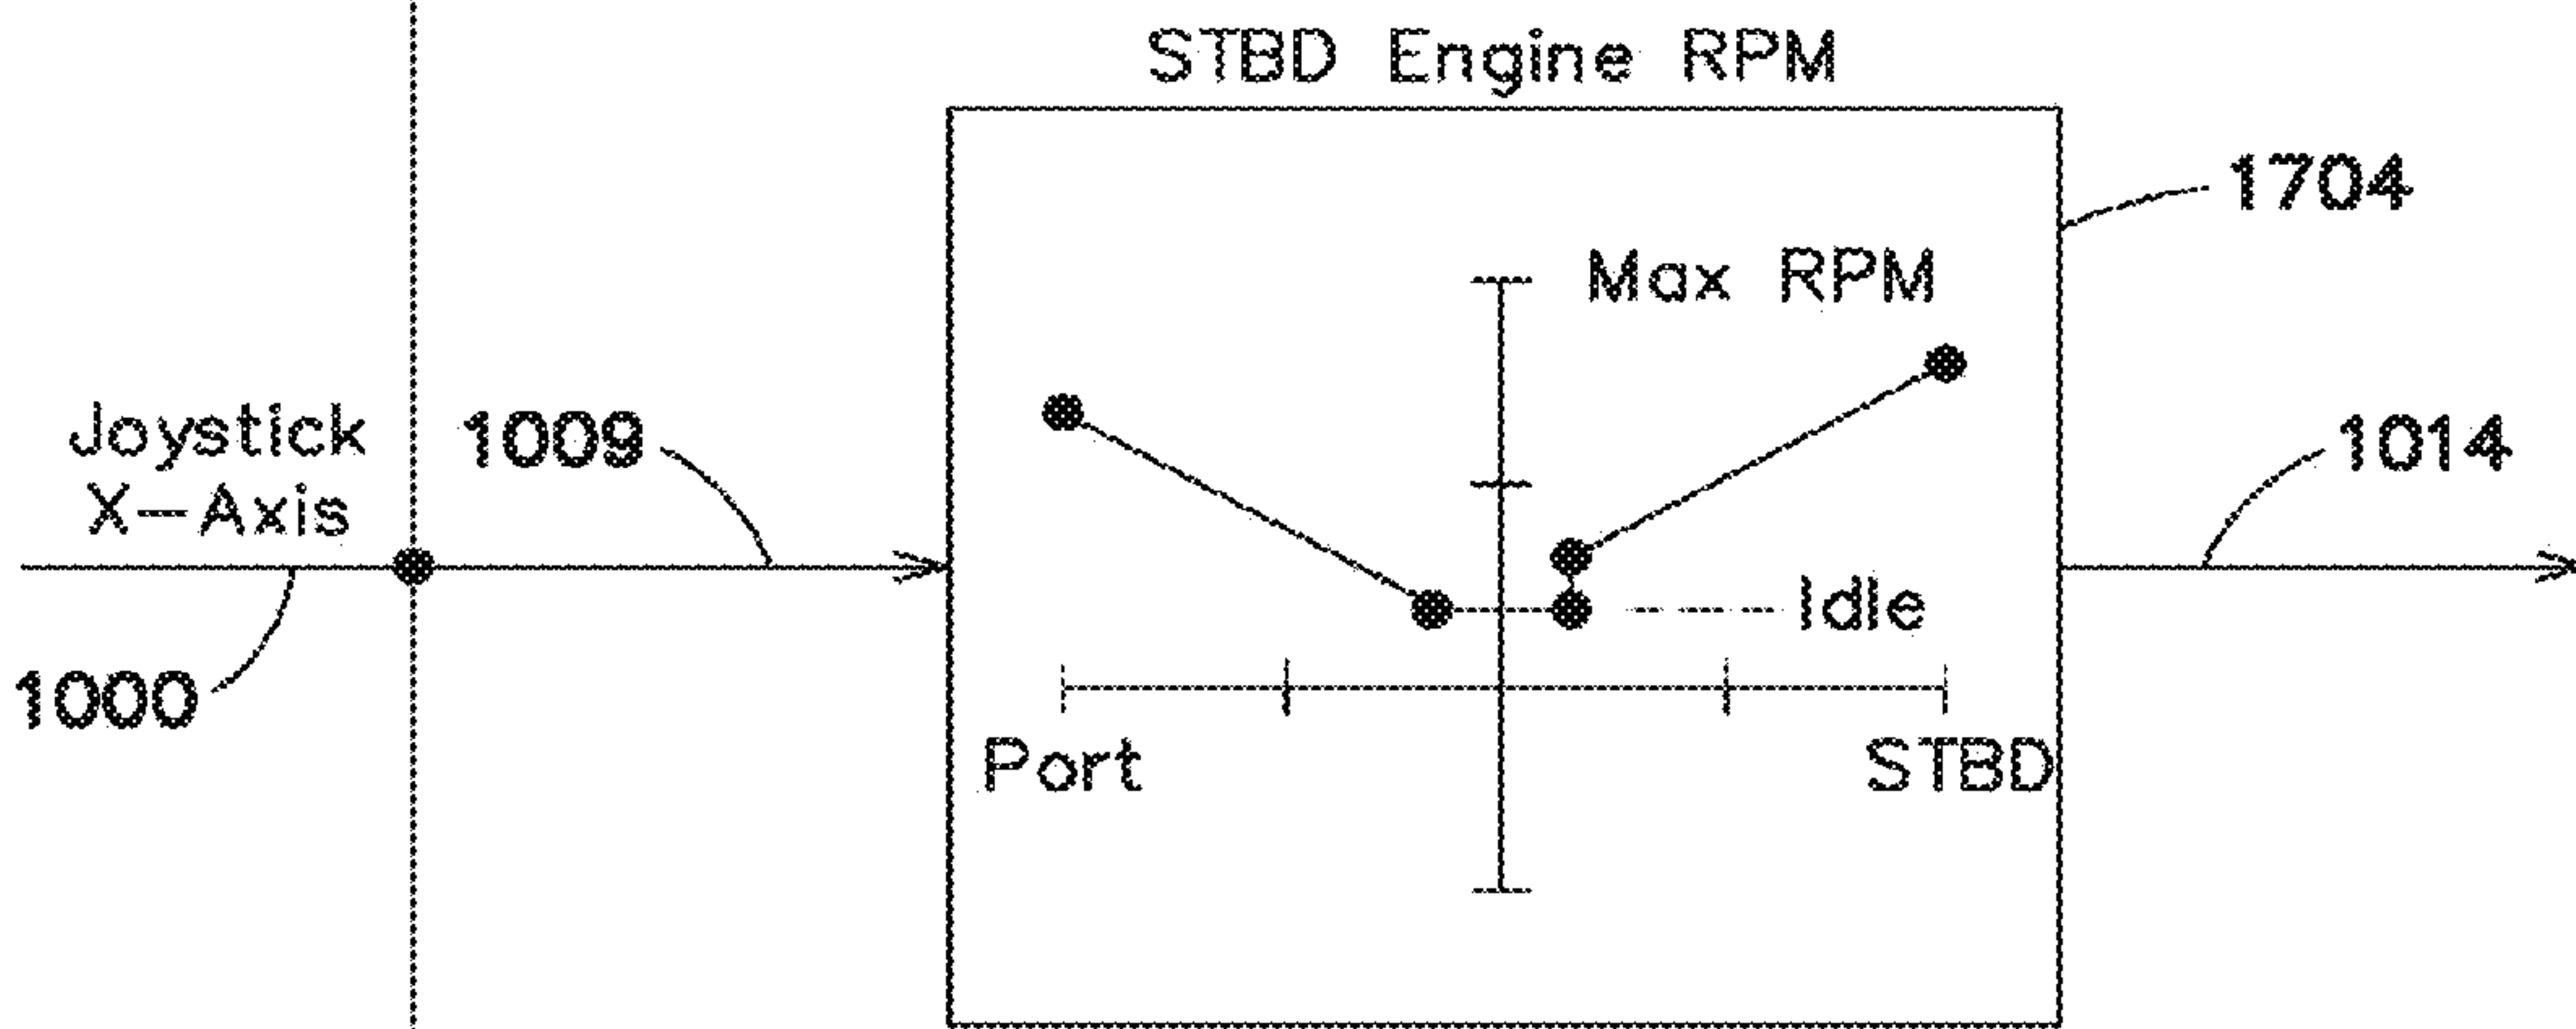 STBD Engine RPM
1704
Max RPM
Joystick
X-Axis
1009
1014
Idle
1000
Port
STBD